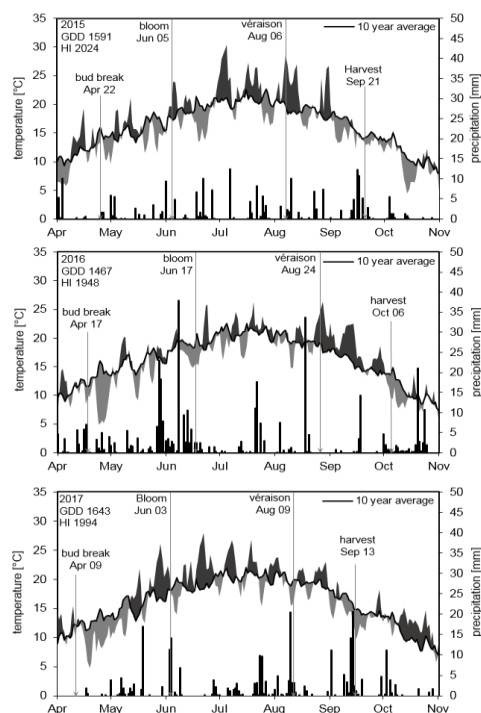 2015
GDD 1591
HI 2024
bloom
Jun 05
véraison
Aug 06
10 year average
bud break
Apr 22
Harvest
Sep 21
temperature [°C]
precipitation [mm]
35
30
25
20
15
10
5
0
50
45
40
35
30
25
20
15
10
5
0
Apr May Jun Jul Aug Sep Oct Nov
2016
GDD 1467
HI 1948
bloom
Jun 17
véraison
Aug 24
10 year average
bud break
Apr 17
harvest
Oct 06
temperature [°C]
precipitation [mm]
35
30
25
20
15
10
5
0
50
45
40
35
30
25
20
15
10
5
0
Apr May Jun Jul Aug Sep Oct Nov
2017
GDD 1643
HI 1994
Bloom
Jun 03
véraison
Aug 09
10 year average
bud break
Apr 09
harvest
Sep 13
temperature [°C]
precipitation [mm]
35
30
25
20
15
10
5
0
50
45
40
35
30
25
20
15
10
5
0
Apr May Jun Jul Aug Sep Oct Nov